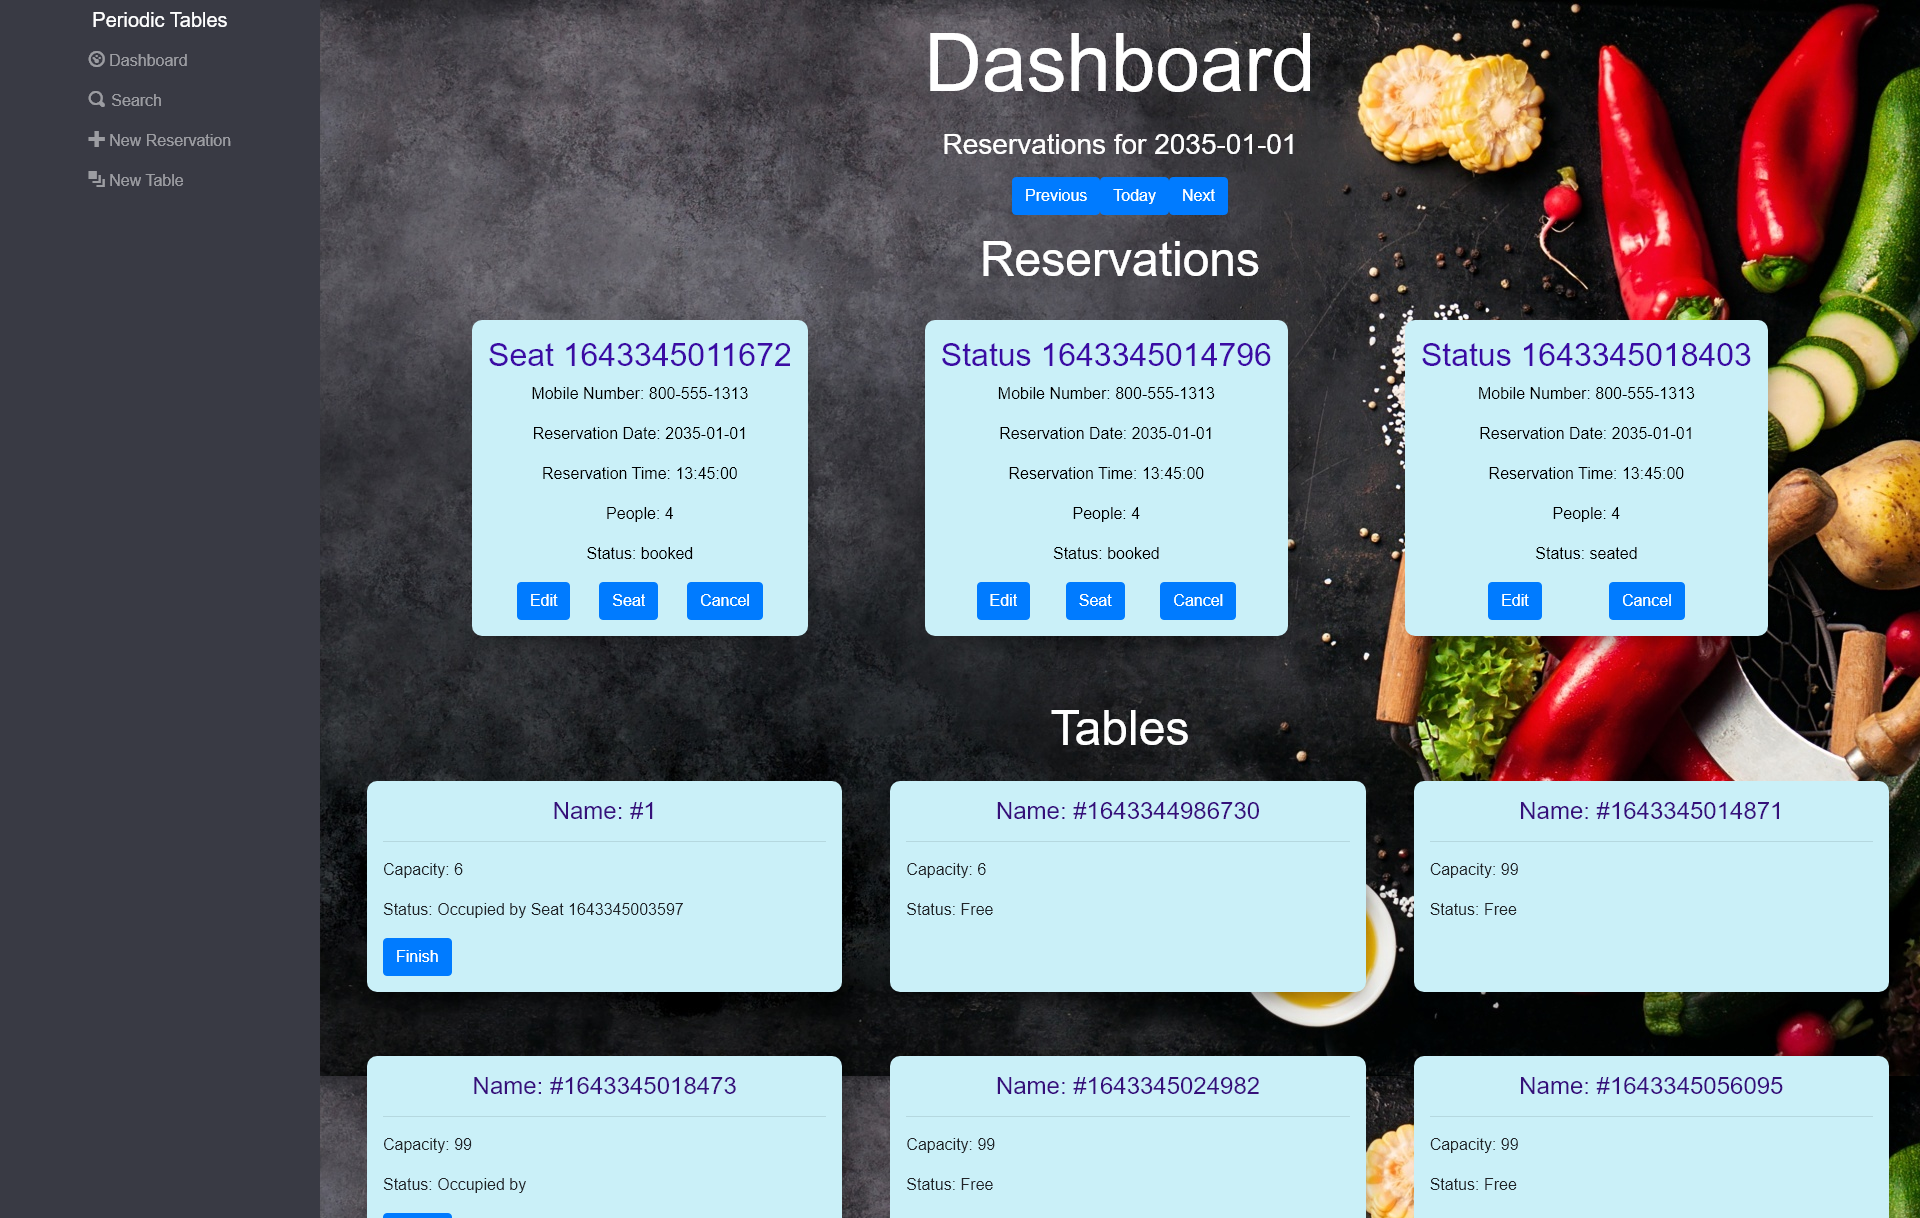 Periodic Tables
Dashboard
Search
New Reservation
New Table
Dashboard
Reservations for 2035-01-01
Previous Today Next
Reservations
Seat 1643345011672
Mobile Number: 800-555-1313
Reservation Date: 2035-01-01
Reservation Time: 13:45:00
People: 4
Status: booked
Edit Seat Cancel
Status 1643345014796
Mobile Number: 800-555-1313
Reservation Date: 2035-01-01
Reservation Time: 13:45:00
People: 4
Status: booked
Edit Seat Cancel
Status 1643345018403
Mobile Number: 800-555-1313
Reservation Date: 2035-01-01
Reservation Time: 13:45:00
People: 4
Status: seated
Edit Cancel
Tables
Name: #1
Capacity: 6
Status: Occupied by Seat 1643345003597
Finish
Name: #1643344986730
Capacity: 6
Status: Free
Name: #1643345014871
Capacity: 99
Status: Free
Name: #1643345018473
Capacity: 99
Status: Occupied by
Name: #1643345024982
Capacity: 99
Status: Free
Name: #1643345056095
Capacity: 99
Status: Free